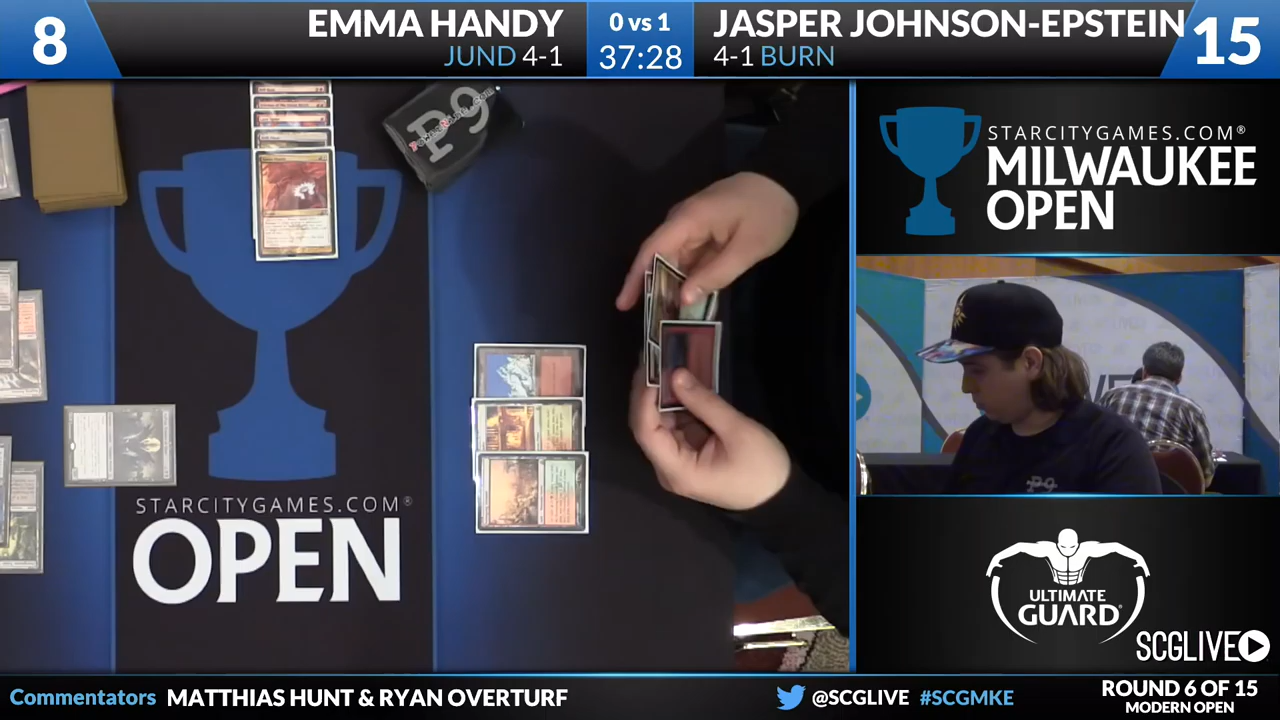 8
EMMA HANDY
JUND 4-1
0 vs 1
37:28
JASPER JOHNSON-EPSTEIN
4-1 BURN
15
P9
STARCITYGAMES.COM®
OPEN
STARCITYGAMES.COM®
MILWAUKEE
OPEN
P9
ULTIMATE
GUARD
SCGLIVE
Commentators MATTHIAS HUNT & RYAN OVERTURF
@SCGLIVE #SCGMKE
ROUND 6 OF 15
MODERN OPEN